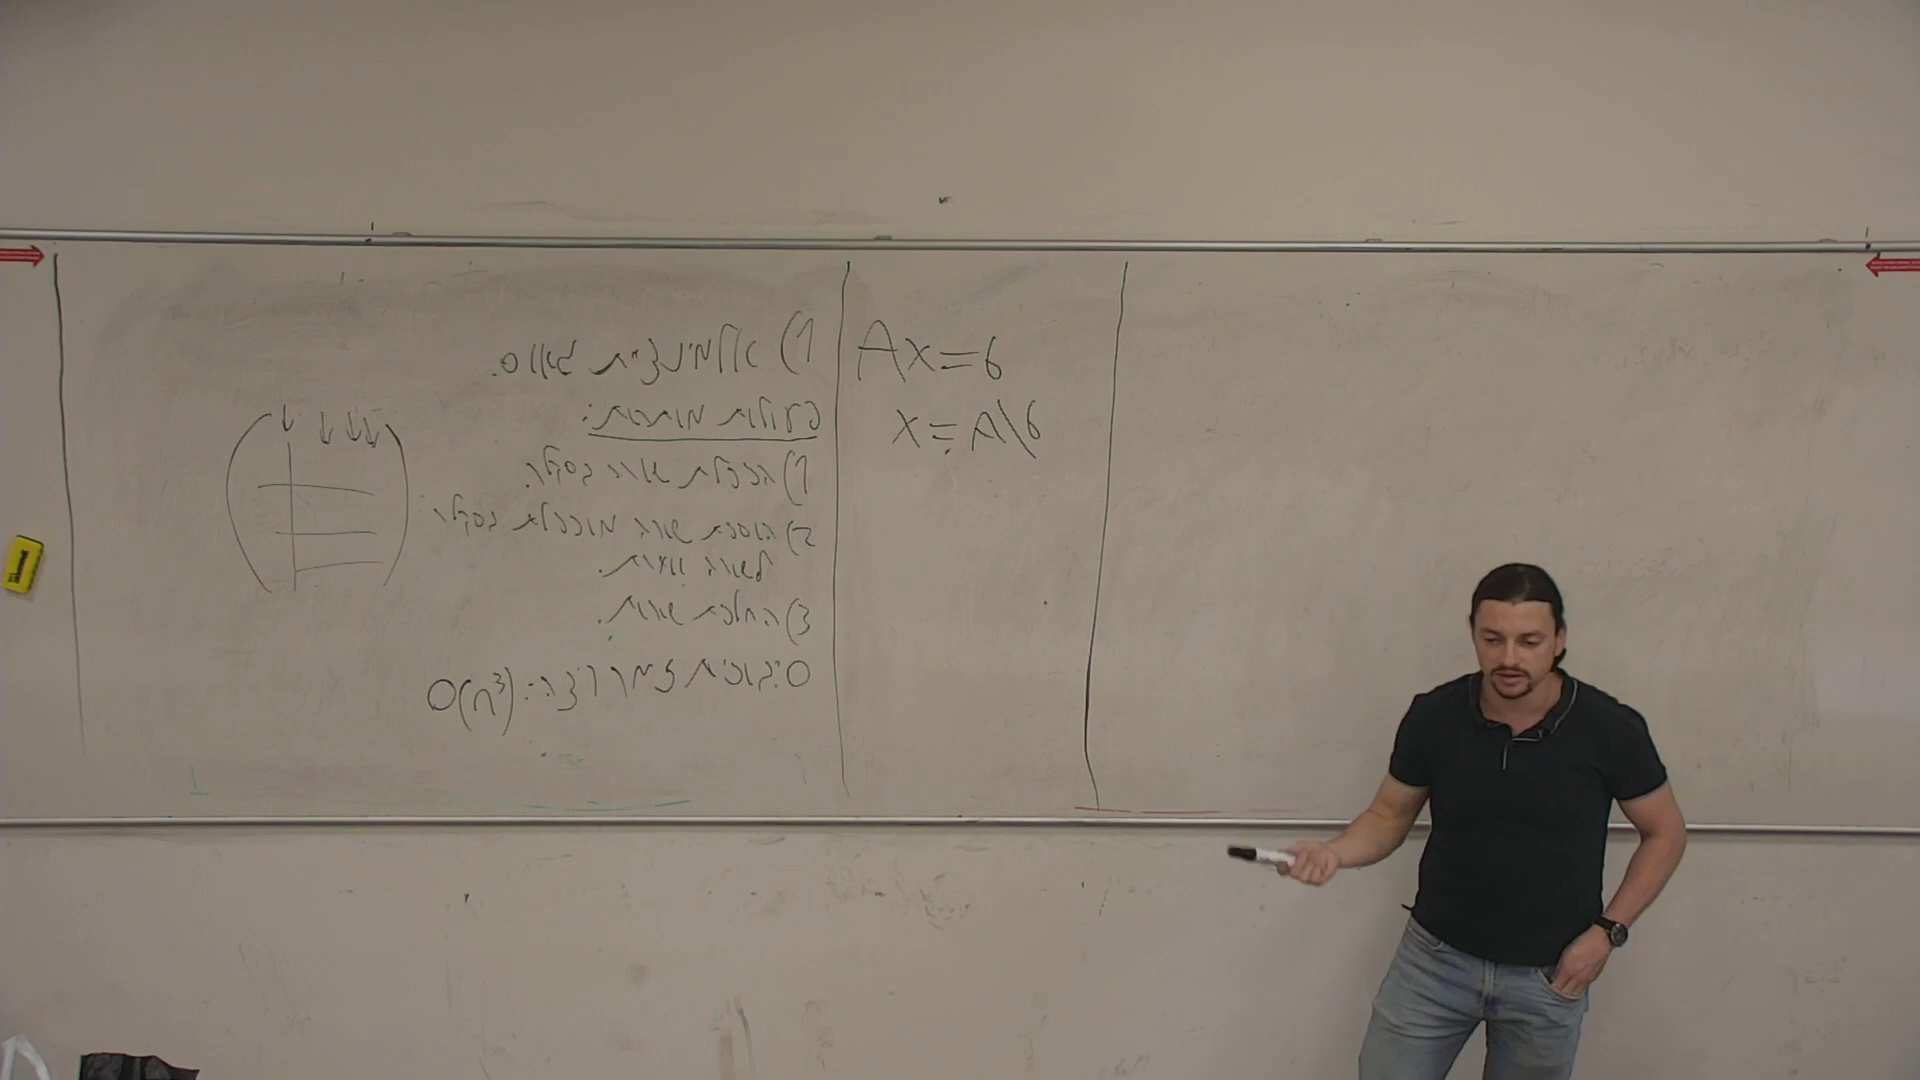 1) אלימינציית גאוס.
פעולות מותרות:
1) הכפלת שורה בסקלר.
2) הוספת שורה מוכפלת בסקלר
לשורה אחרת.
3) החלפת שורות.
סיבוכיות זמן ריצה: O(n³)
Ax=b
x=A\b